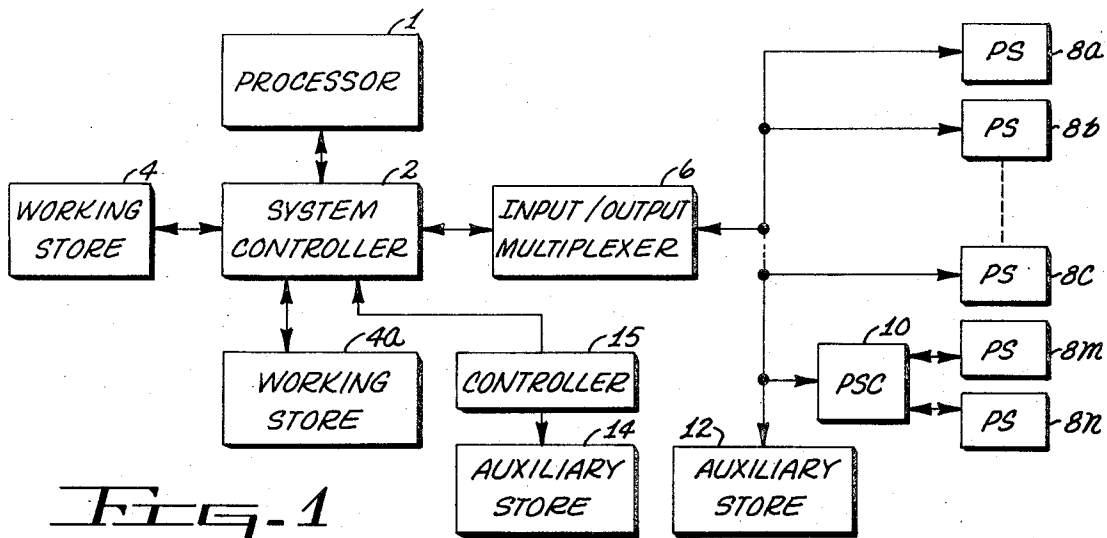 1
PROCESSOR
4
WORKING
STORE
2
SYSTEM
CONTROLLER
6
INPUT/OUTPUT
MULTIPLEXER
PS
8a
PS
8b
PS
8c
10
PSC
PS
8m
PS
8n
4a
WORKING
STORE
15
CONTROLLER
14
AUXILIARY
STORE
12
AUXILIARY
STORE
FIG-1